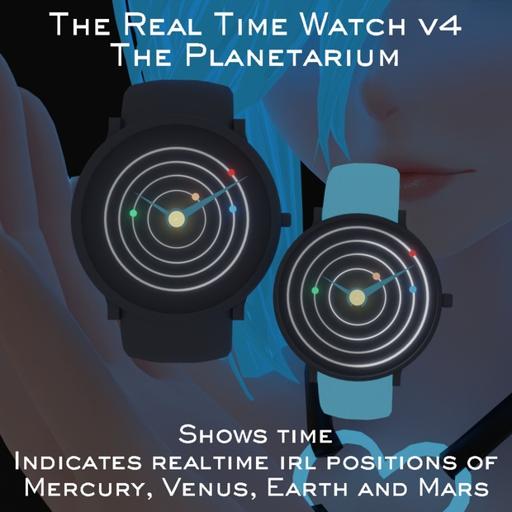 The Real Time Watch v4
The Planetarium
Shows time
Indicates realtime irl positions of
Mercury, Venus, Earth and Mars